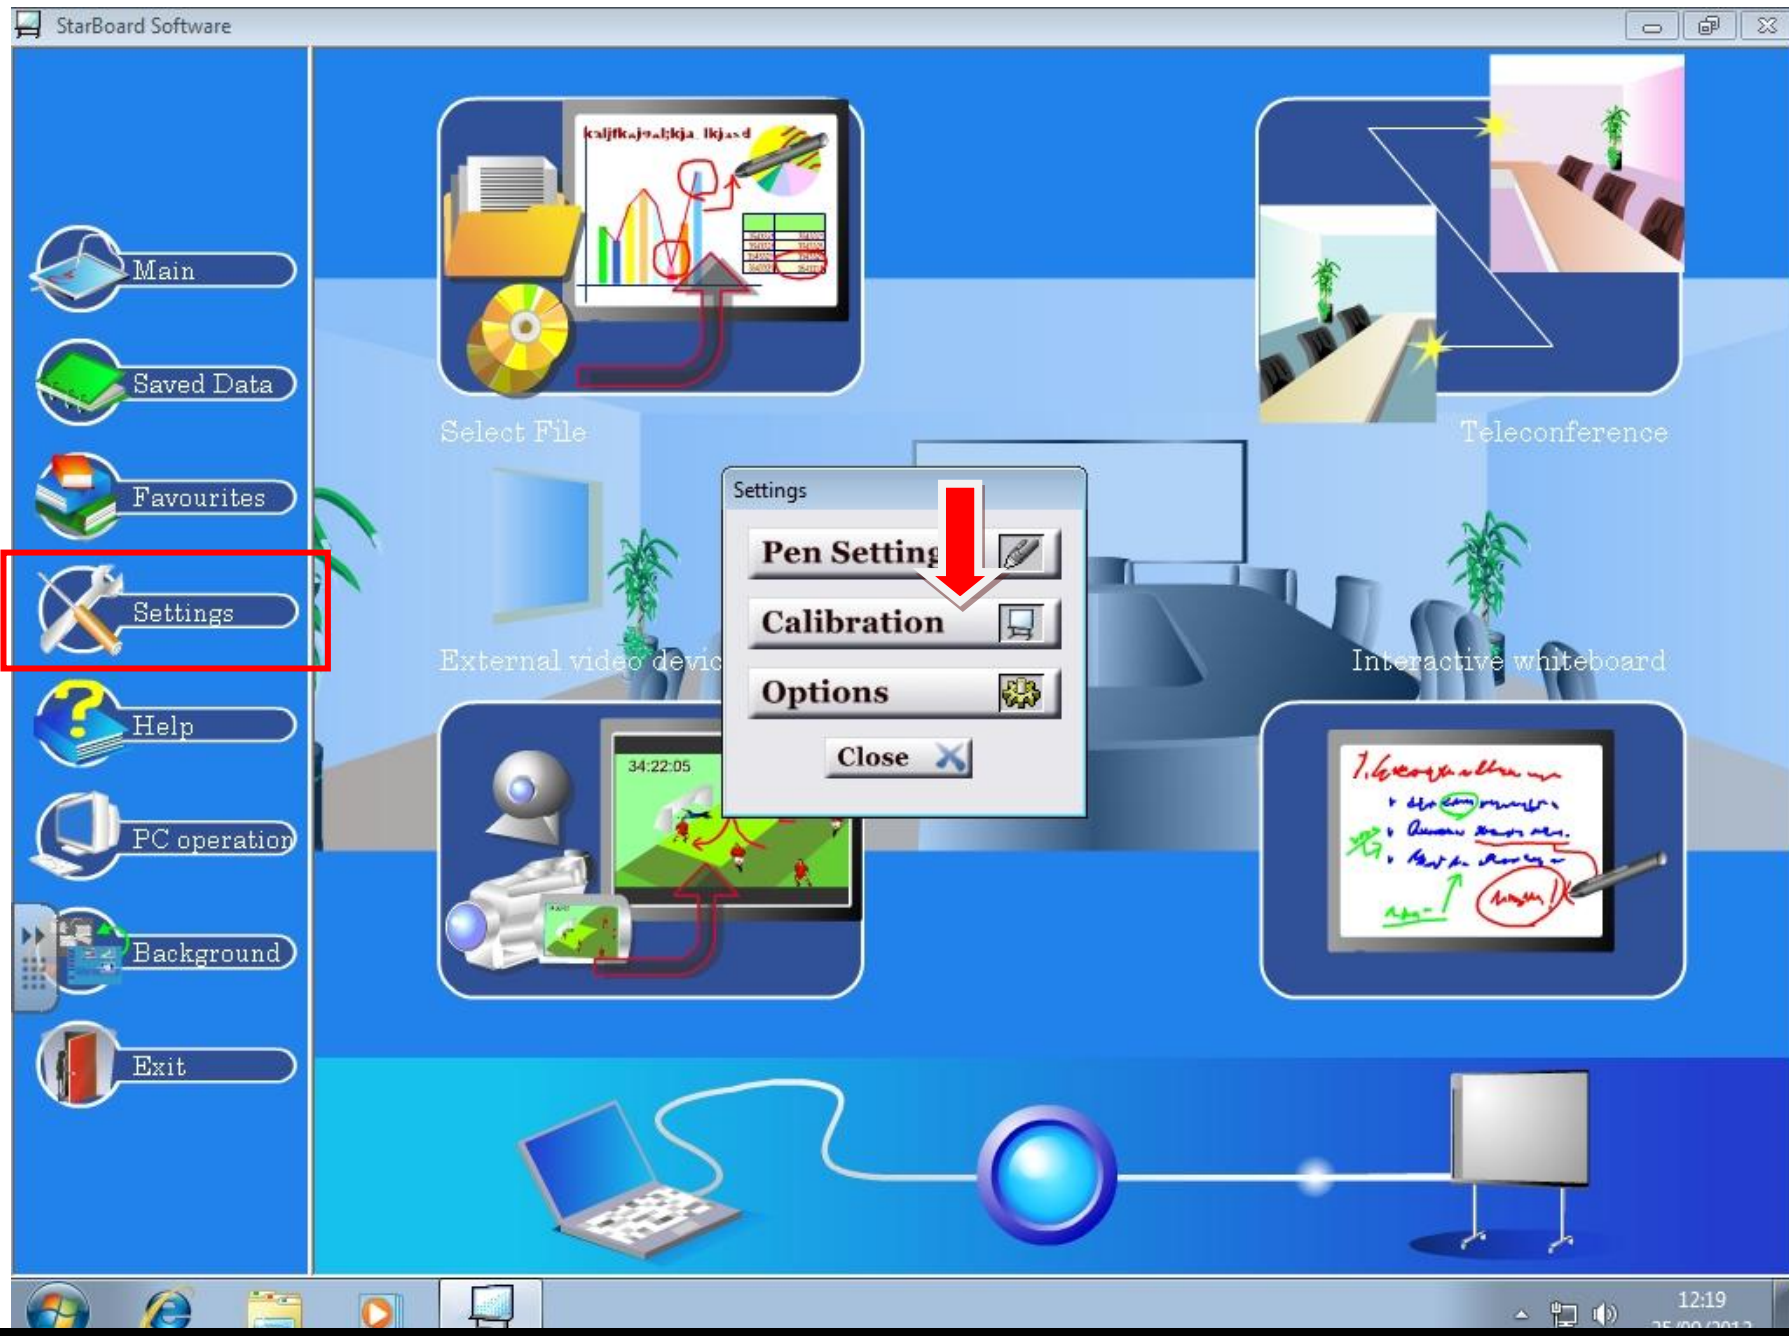 StarBoard Software
Main
Saved Data
Favourites
Settings
Help
PC operation
Background
Exit
Select File
Teleconference
Settings
Pen Setting
Calibration
Options
Close
External video devic
Interactive whiteboard
34:22:05
12:19